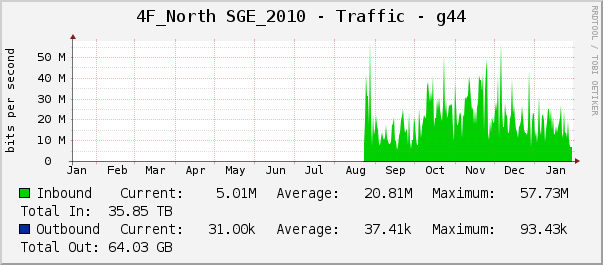 4F_North SGE_2010 - Traffic - g44
RRDTOOL / TOBI OETIKER
bits per second
50 M
40 M
30 M
20 M
10 M
0
Jan Feb Mar Apr May Jun Jul Aug Sep Oct Nov Dec Jan
Inbound Current: 5.01M Average: 20.81M Maximum: 57.73M
Total In: 35.85 TB
Outbound Current: 31.00k Average: 37.41k Maximum: 93.43k
Total Out: 64.03 GB